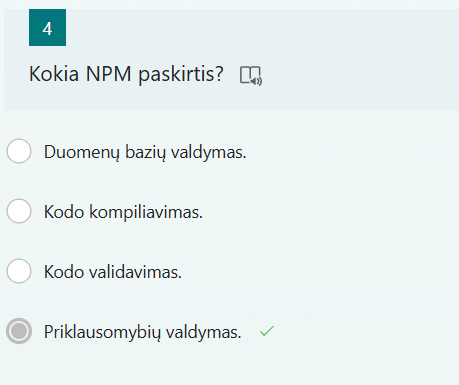 4
Kokia NPM paskirtis?
Duomenų bazių valdymas.
Kodo kompiliavimas.
Kodo validavimas.
Priklausomybių valdymas.